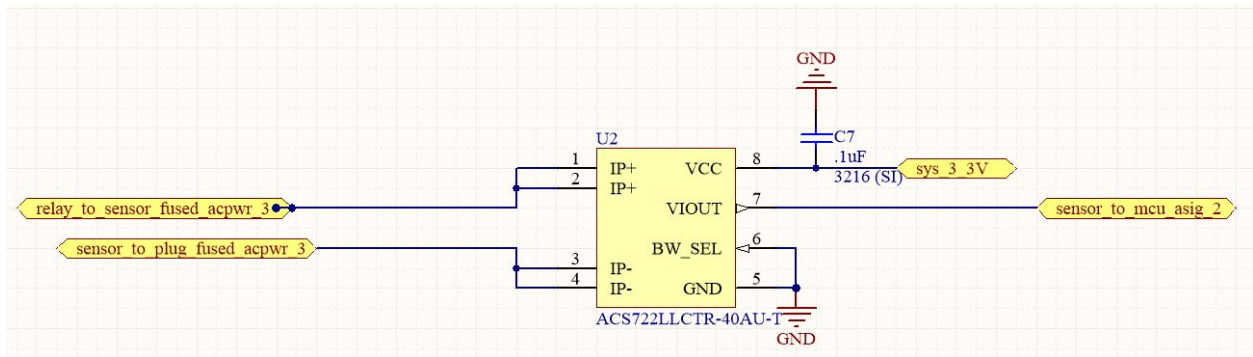 GND
U2
C7
.1uF
3216 (SI)
1 IP+ VCC 8
2 IP+
sys_3_3V
relay_to_sensor_fused_acpwr_3
VIOUT 7
sensor_to_mcu_asig_2
sensor_to_plug_fused_acpwr_3
BW_SEL 6
3 IP-
4 IP- GND 5
ACS722LLCTR-40AU-T
GND